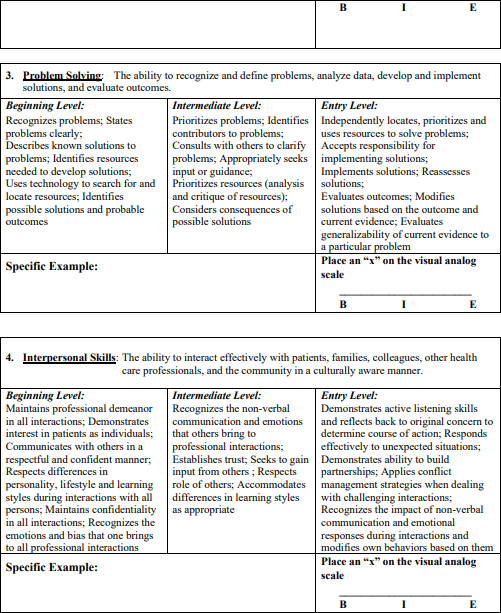 B I E
3. Problem Solving: The ability to recognize and define problems, analyze data, develop and implement
solutions, and evaluate outcomes.
Beginning Level:
Recognizes problems; States
problems clearly;
Describes known solutions to
problems; Identifies resources
needed to develop solutions;
Uses technology to search for and
locate resources; Identifies
possible solutions and probable
outcomes
Intermediate Level:
Prioritizes problems; Identifies
contributors to problems;
Consults with others to clarify
problems; Appropriately seeks
input or guidance;
Prioritizes resources (analysis
and critique of resources);
Considers consequences of
possible solutions
Entry Level:
Independently locates, prioritizes and
uses resources to solve problems;
Accepts responsibility for
implementing solutions;
Implements solutions; Reassesses
solutions;
Evaluates outcomes; Modifies
solutions based on the outcome and
current evidence; Evaluates
generalizability of current evidence to
a particular problem
Specific Example:
Place an “x” on the visual analog
scale
B I E
4. Interpersonal Skills: The ability to interact effectively with patients, families, colleagues, other health
care professionals, and the community in a culturally aware manner.
Beginning Level:
Maintains professional demeanor
in all interactions; Demonstrates
interest in patients as individuals;
Communicates with others in a
respectful and confident manner;
Respects differences in
personality, lifestyle and learning
styles during interactions with all
persons; Maintains confidentiality
in all interactions; Recognizes the
emotions and bias that one brings
to all professional interactions
Intermediate Level:
Recognizes the non-verbal
communication and emotions
that others bring to
professional interactions;
Establishes trust; Seeks to gain
input from others ; Respects
role of others; Accommodates
differences in learning styles
as appropriate
Entry Level:
Demonstrates active listening skills
and reflects back to original concern to
determine course of action; Responds
effectively to unexpected situations;
Demonstrates ability to build
partnerships; Applies conflict
management strategies when dealing
with challenging interactions;
Recognizes the impact of non-verbal
communication and emotional
responses during interactions and
modifies own behaviors based on them
Specific Example:
Place an “x” on the visual analog
scale
B I E